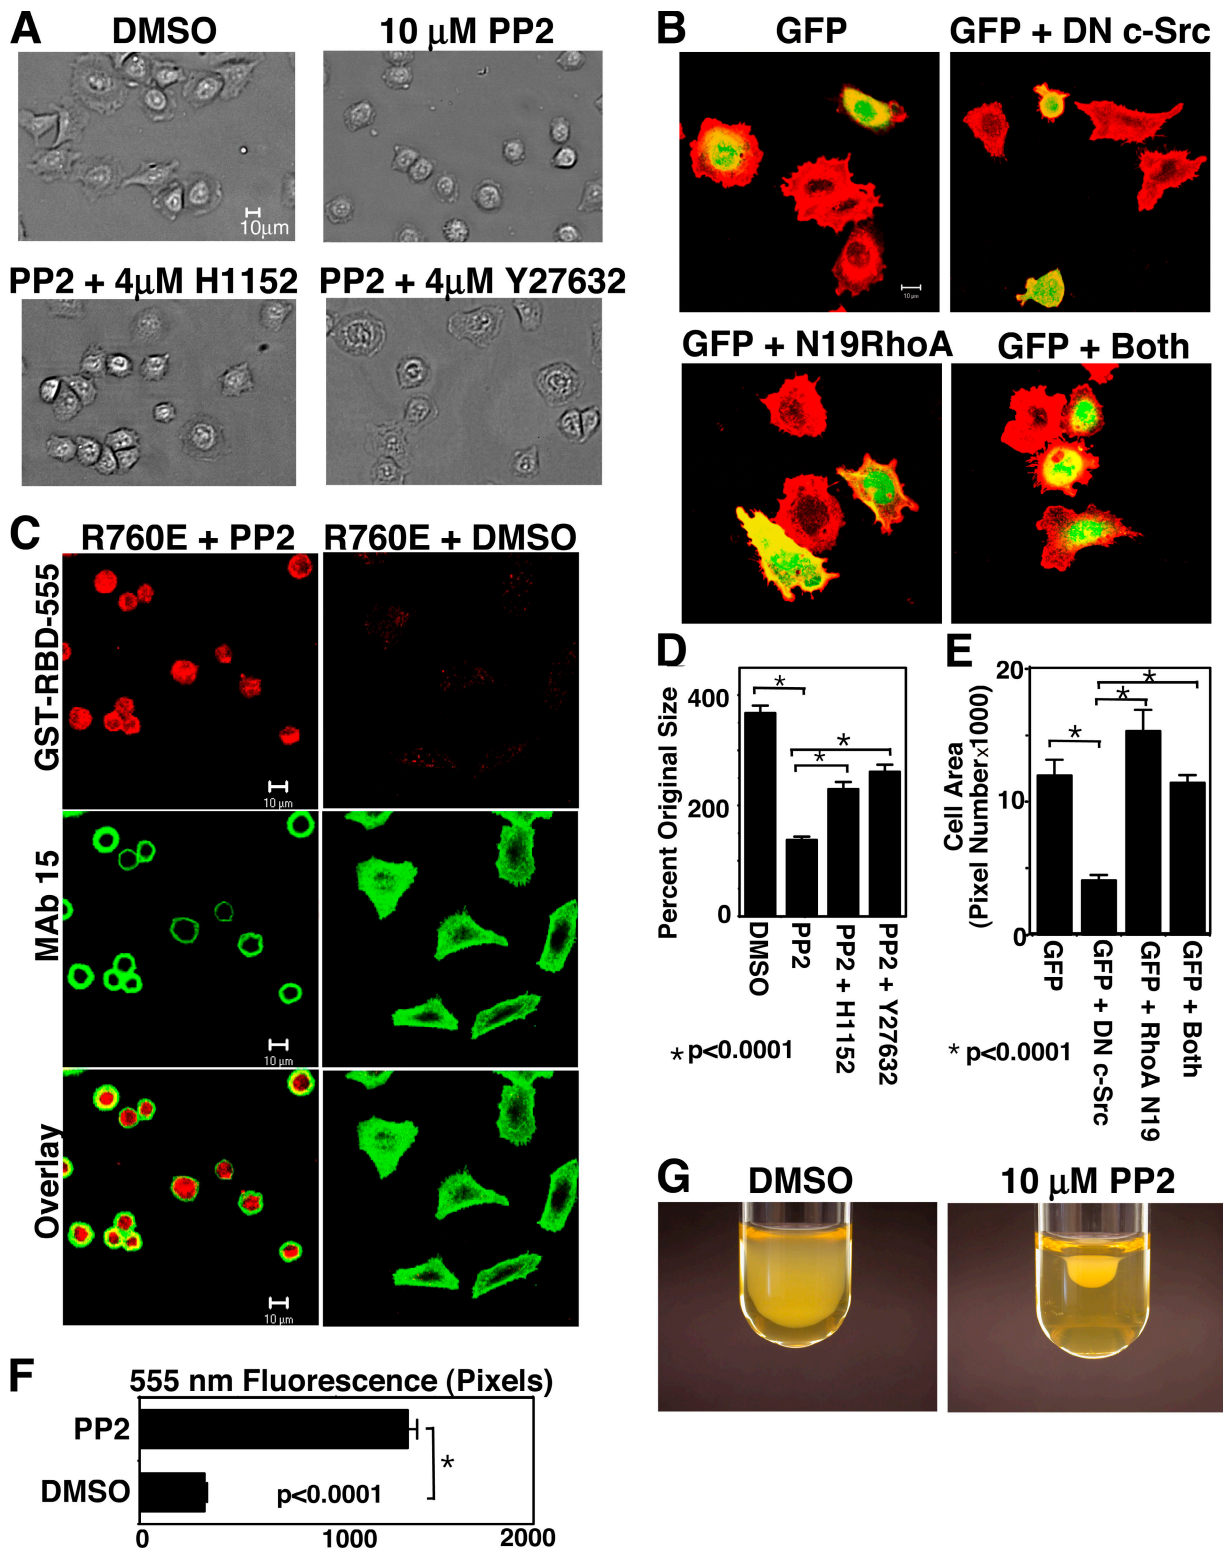 A
DMSO
10 μM PP2
10μm
PP2 + 4μM H1152
PP2 + 4μM Y27632
B
GFP
GFP + DN c-Src
10 μm
GFP + N19RhoA
GFP + Both
C
R760E + PP2
R760E + DMSO
GST-RBD-555
10 μm
MAb 15
10 μm
Overlay
10 μm
D
Percent Original Size
400
200
0
*
*
*
DMSO
PP2
PP2 + H1152
PP2 + Y27632
* p<0.0001
E
Cell Area
(Pixel Number x 1000)
20
10
0
*
*
*
GFP
GFP + DN c-Src
GFP + RhoA N19
GFP + Both
* p<0.0001
F
555 nm Fluorescence (Pixels)
PP2
DMSO
*
p<0.0001
0
1000
2000
G
DMSO
10 μM PP2